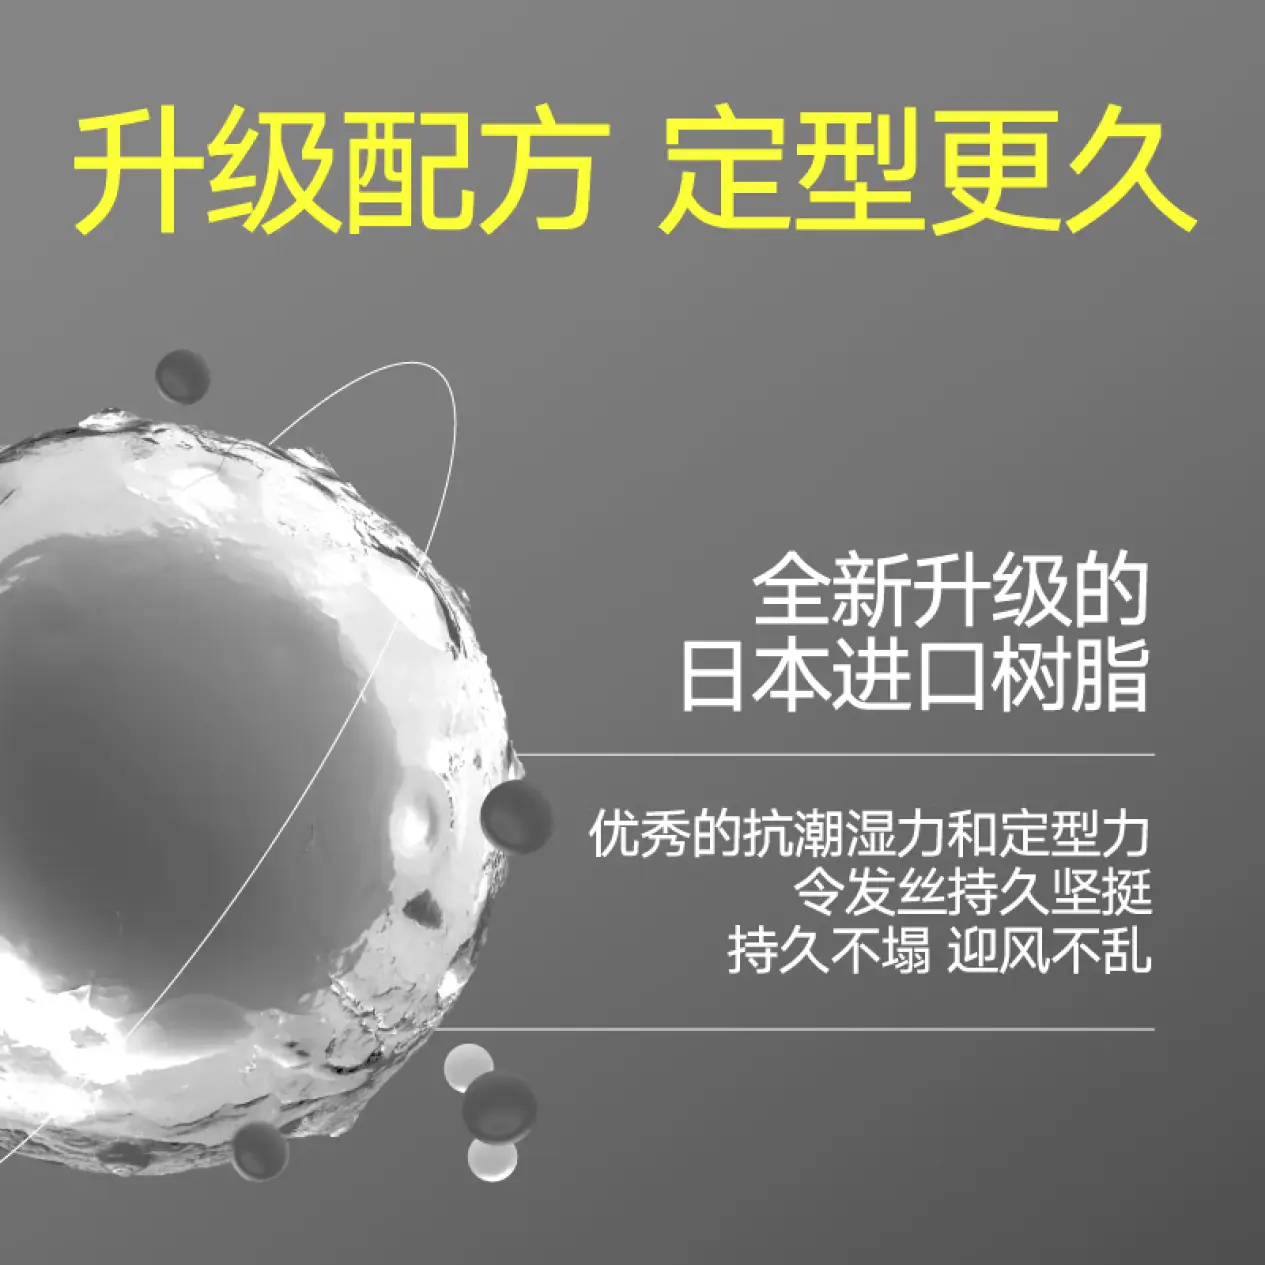 升级配方 定型更久
全新升级的
日本进口树脂
优秀的抗潮湿力和定型力
令发丝持久坚挺
持久不塌 迎风不乱